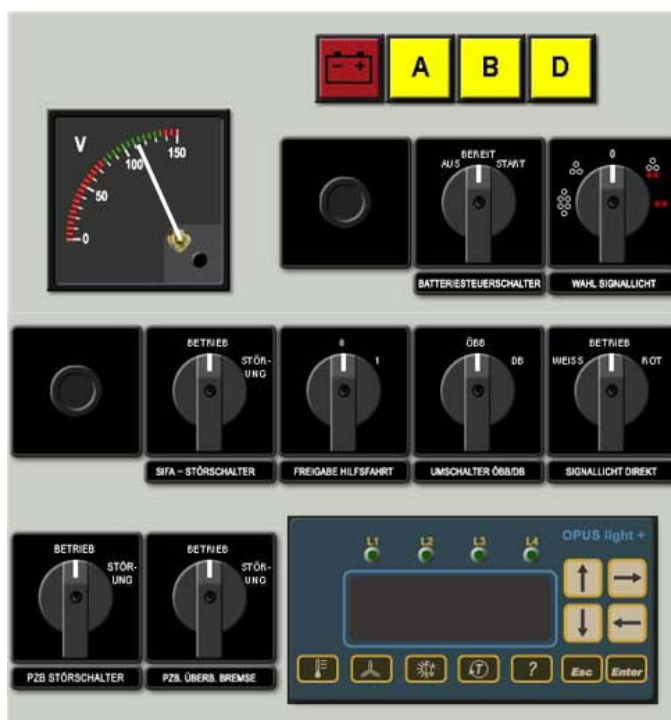 A B D
V
0
50
100
150
AUS BEREIT START
BATTERIESTEUERSCHALTER
0
WAHL SIGNALLICHT
BETRIEB
STÖR-
UNG
SIFA – STÖRSCHALTER
0
1
FREIGABE HILFSFAHRT
ÖBB
DB
UMSCHALTER ÖBB/DB
BETRIEB
WEISS ROT
SIGNALLICHT DIREKT
BETRIEB
STÖR-
UNG
PZB STÖRSCHALTER
BETRIEB
STÖR-
UNG
PZB. ÜBERB. BREMSE
L1 L2 L3 L4
OPUS light +
T ? Esc Enter